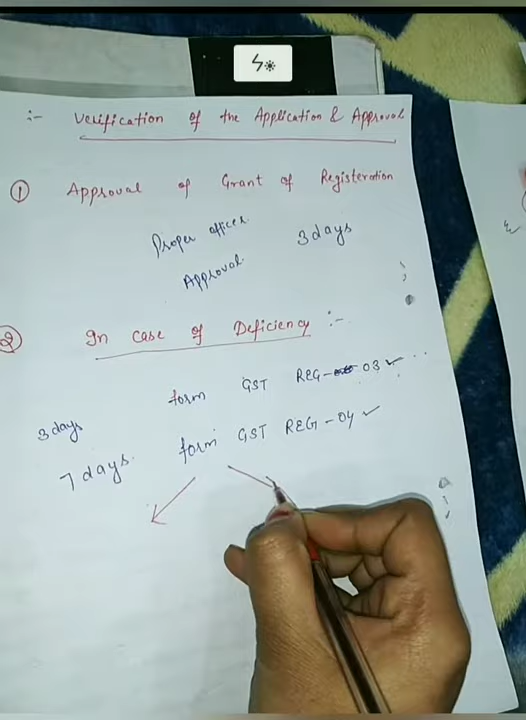 :- Verification of the Application & Approval
① Approval of Grant of Registeration
Proper officer 3 days
Approval.
② In Case of Deficiency :-
form GST REG- 03 ✓
3 days
form GST REG - 04 ✓
7 days.